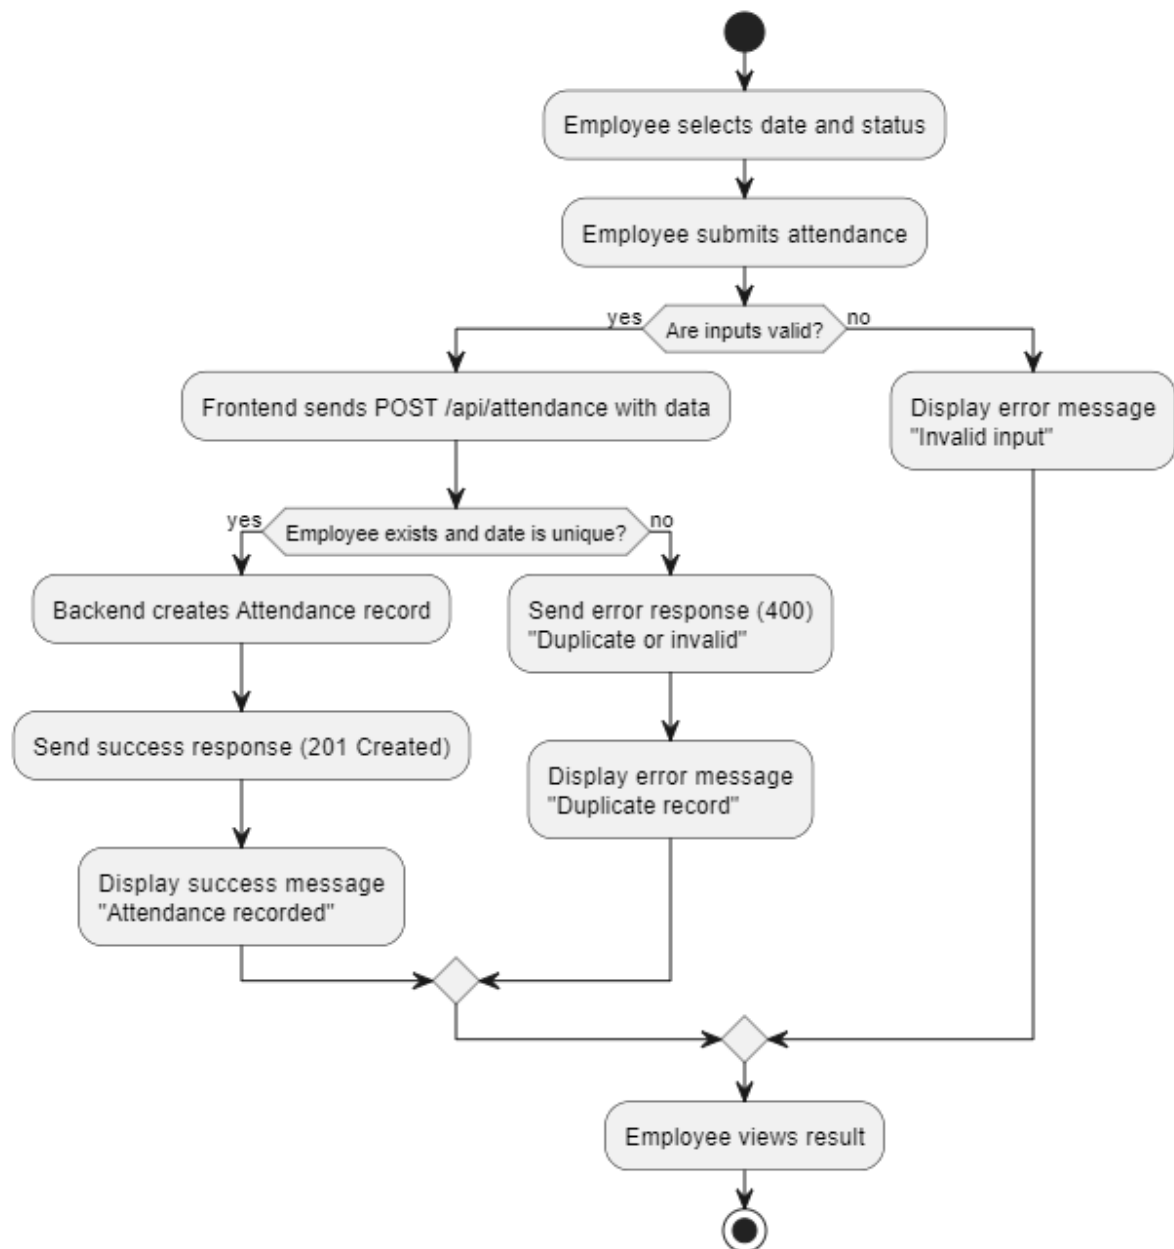 Employee selects date and status
Employee submits attendance
yes
Are inputs valid?
no
Frontend sends POST /api/attendance with data
Display error message
"Invalid input"
yes
Employee exists and date is unique?
no
Backend creates Attendance record
Send error response (400)
"Duplicate or invalid"
Send success response (201 Created)
Display error message
"Duplicate record"
Display success message
"Attendance recorded"
Employee views result